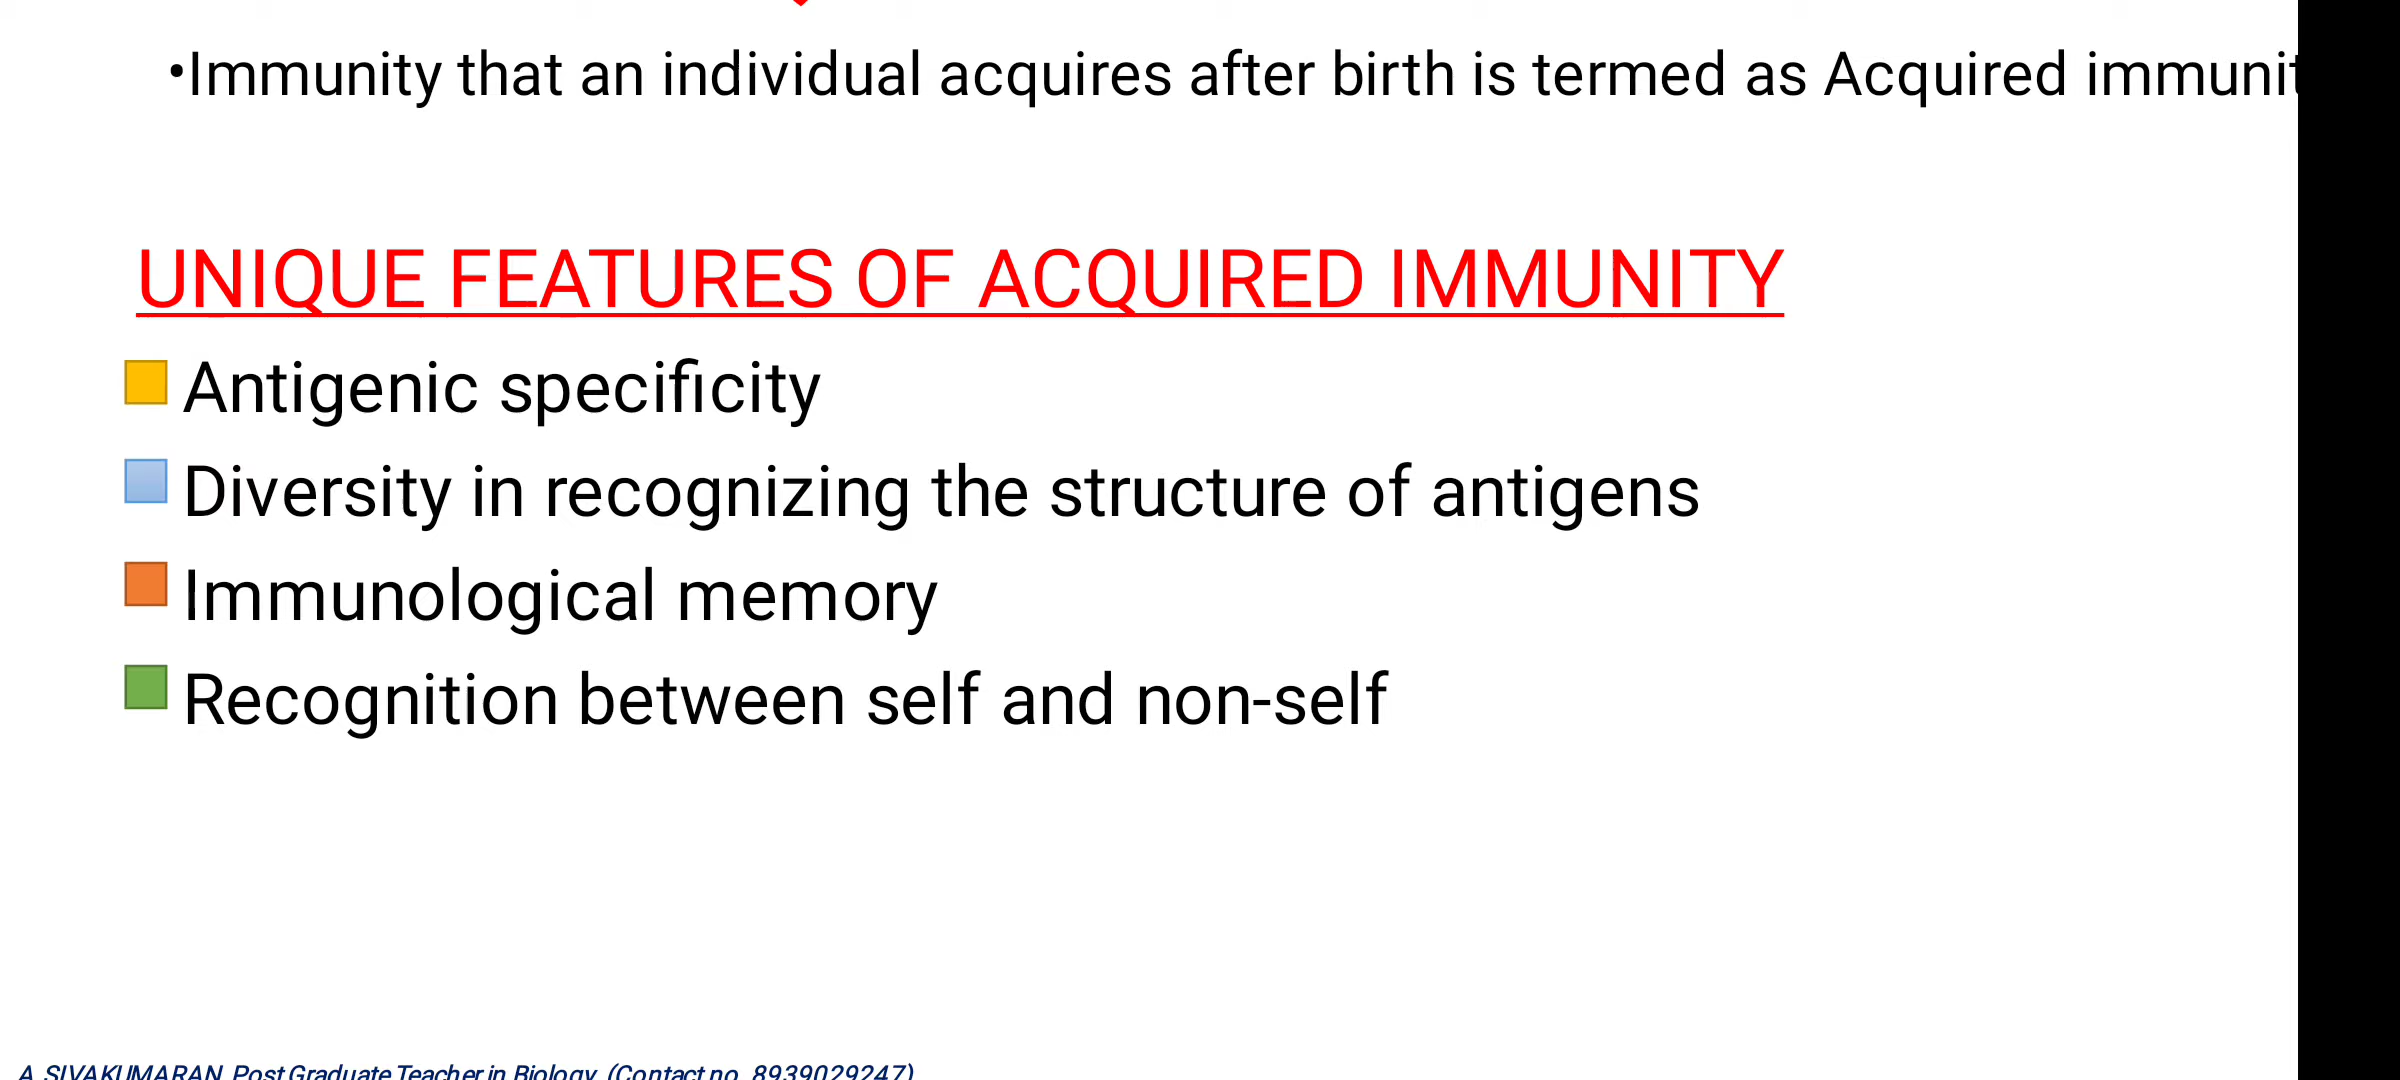 •Immunity that an individual acquires after birth is termed as Acquired immunit
UNIQUE FEATURES OF ACQUIRED IMMUNITY
Antigenic specificity
Diversity in recognizing the structure of antigens
Immunological memory
Recognition between self and non-self
A. SIVAKUMARAN, Post Graduate Teacher in Biology, (Contact no. 8939029247)